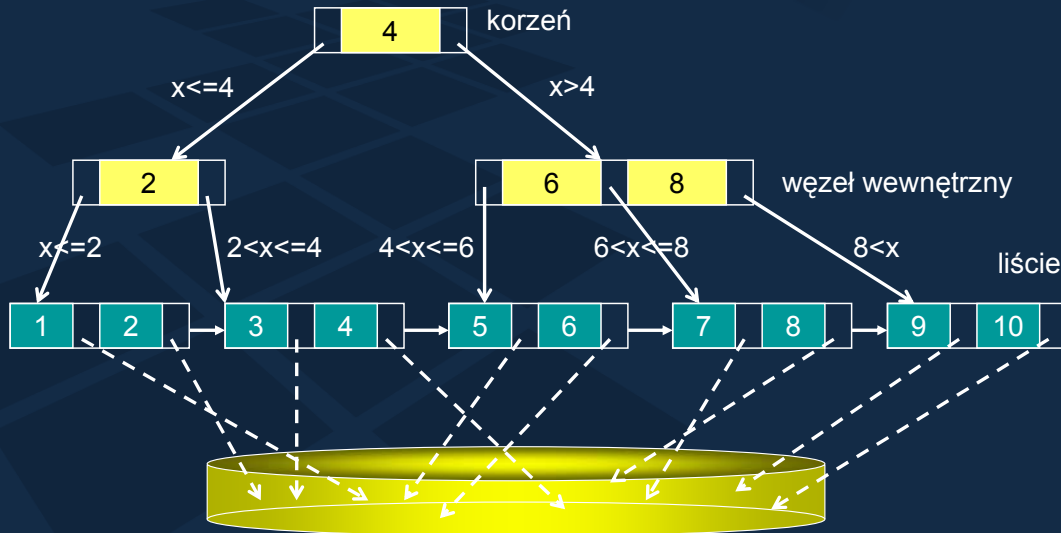 4 korzeń
x<=4 x>4
2 6 8 węzeł wewnętrzny
x<=2 2<x<=4 4<x<=6 6<x<=8 8<x
liście
1 2 3 4 5 6 7 8 9 10